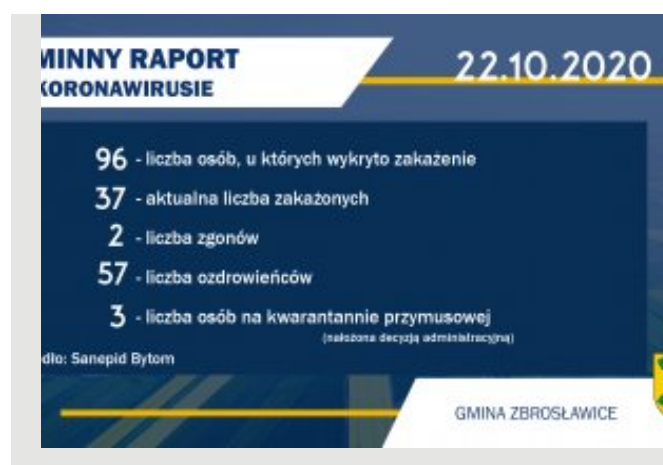 MINNY RAPORT
KORONAWIRUSIE
22.10.2020
96 - liczba osób, u których wykryto zakażenie
37 - aktualna liczba zakażonych
2 - liczba zgonów
57 - liczba ozdrowieńców
3 - liczba osób na kwarantannie przymusowej
(nałożona decyzją administracyjną)
dło: Sanepid Bytom
GMINA ZBROSŁAWICE